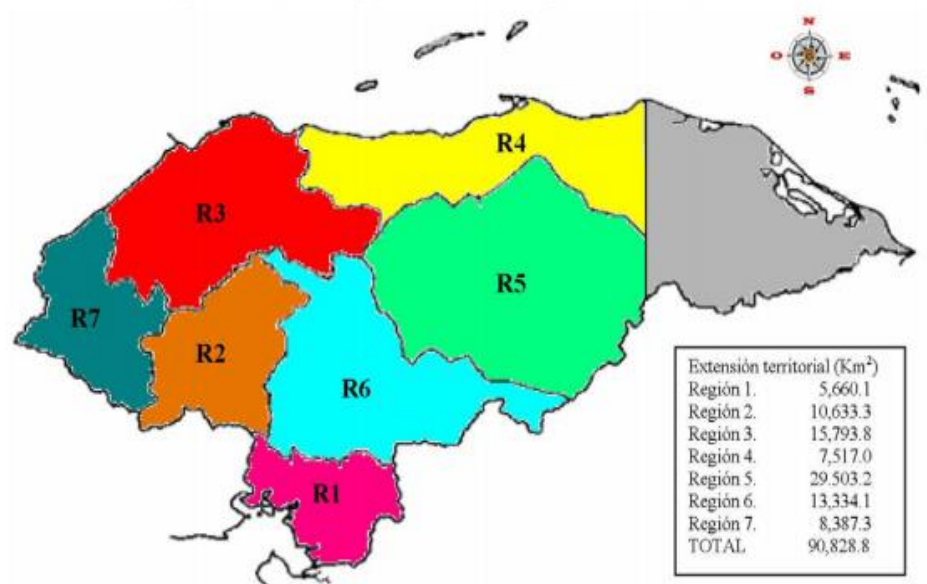 N
O E
S
R4
R3
R5
R7
R2
R6
R1
Extensión territorial (Km²)
Región 1. 5,660.1
Región 2. 10,633.3
Región 3. 15,793.8
Región 4. 7,517.0
Región 5. 29.503.2
Región 6. 13,334.1
Región 7. 8,387.3
TOTAL 90,828.8